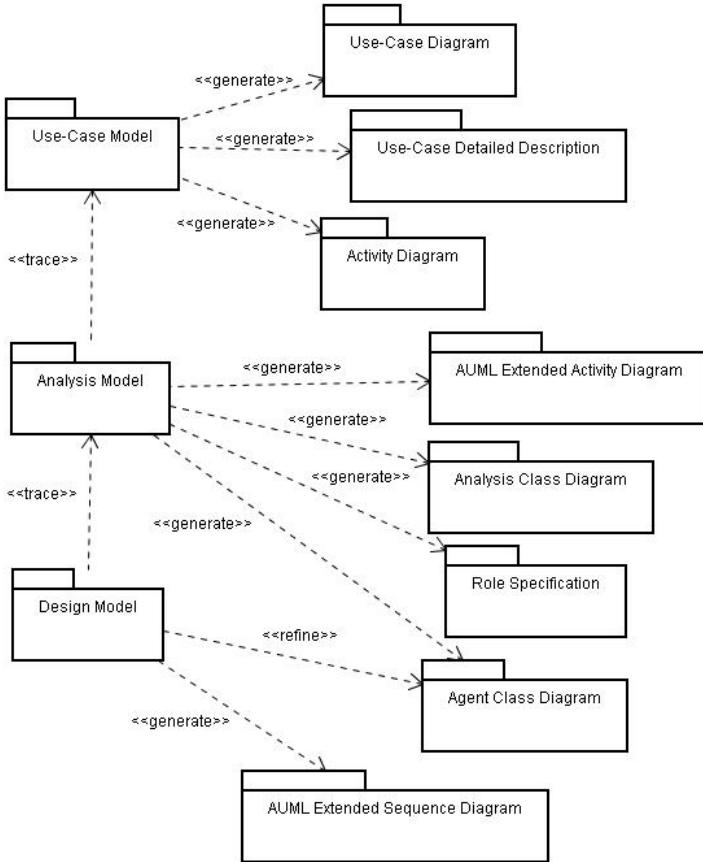 Use-Case Diagram
<<generate>>
Use-Case Model
<<generate>>
Use-Case Detailed Description
<<generate>>
Activity Diagram
<<trace>>
<<generate>>
AUML Extended Activity Diagram
Analysis Model
<<generate>>
Analysis Class Diagram
<<generate>>
<<trace>>
<<generate>>
Role Specification
Design Model
<<refine>>
Agent Class Diagram
<<generate>>
AUML Extended Sequence Diagram